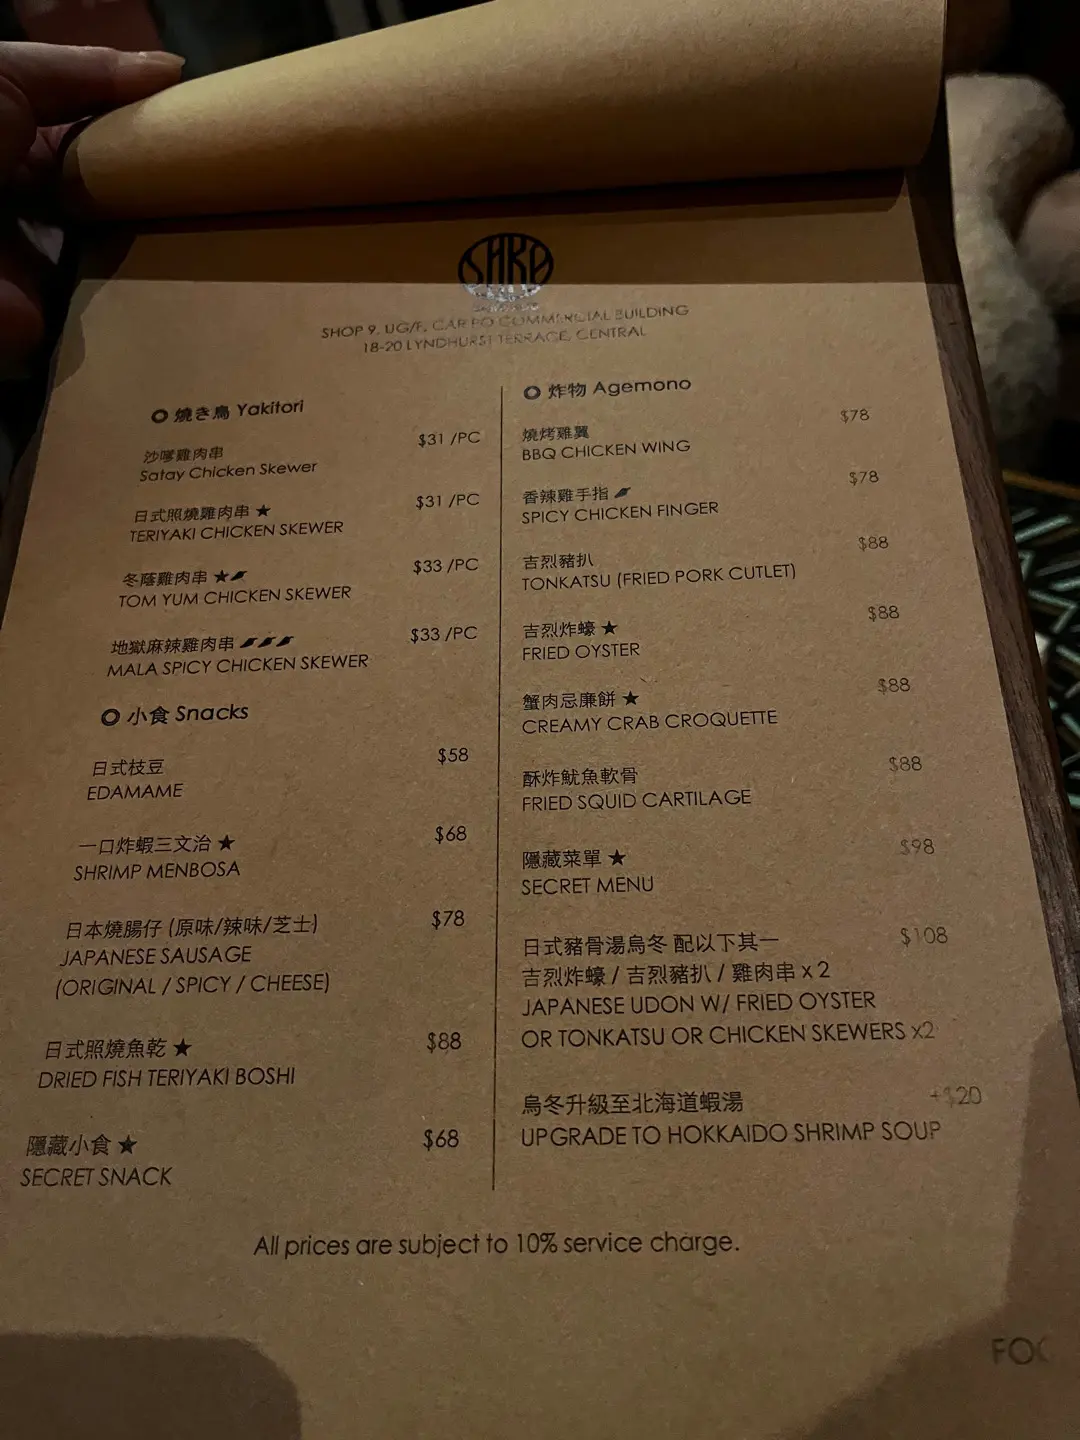 SARA
SHOP 9, UG/F, CAR PO COMMERCIAL BUILDING
18-20 LYNDHURST TERRACE, CENTRAL
燒き鳥 Yakitori
沙嗲雞肉串 $31 /PC
Satay Chicken Skewer
日式照燒雞肉串 ★ $31 /PC
TERIYAKI CHICKEN SKEWER
冬蔭雞肉串 ★ $33 /PC
TOM YUM CHICKEN SKEWER
地獄麻辣雞肉串 $33 /PC
MALA SPICY CHICKEN SKEWER
小食 Snacks
日式枝豆 $58
EDAMAME
一口炸蝦三文治 ★ $68
SHRIMP MENBOSA
日本燒腸仔 (原味/辣味/芝士) $78
JAPANESE SAUSAGE
(ORIGINAL / SPICY / CHEESE)
日式照燒魚乾 ★ $88
DRIED FISH TERIYAKI BOSHI
隱藏小食 ★ $68
SECRET SNACK
炸物 Agemono
燒烤雞翼 $78
BBQ CHICKEN WING
香辣雞手指 $78
SPICY CHICKEN FINGER
吉烈豬扒 $88
TONKATSU (FRIED PORK CUTLET)
吉烈炸蠔 ★ $88
FRIED OYSTER
蟹肉忌廉餅 ★ $88
CREAMY CRAB CROQUETTE
酥炸魷魚軟骨 $88
FRIED SQUID CARTILAGE
隱藏菜單 ★ $98
SECRET MENU
日式豬骨湯烏冬 配以下其一 $108
吉烈炸蠔 / 吉烈豬扒 / 雞肉串 x 2
JAPANESE UDON W/ FRIED OYSTER
OR TONKATSU OR CHICKEN SKEWERS x2
烏冬升級至北海道蝦湯 +$20
UPGRADE TO HOKKAIDO SHRIMP SOUP
All prices are subject to 10% service charge.